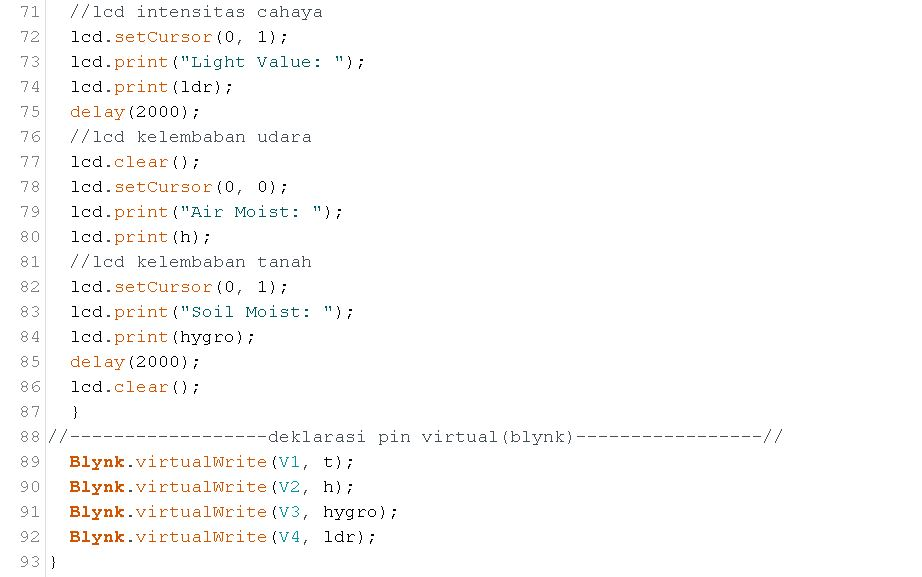 71 //lcd intensitas cahaya
72 lcd.setCursor(0, 1);
73 lcd.print("Light Value: ");
74 lcd.print(ldr);
75 delay(2000);
76 //lcd kelembaban udara
77 lcd.clear();
78 lcd.setCursor(0, 0);
79 lcd.print("Air Moist: ");
80 lcd.print(h);
81 //lcd kelembaban tanah
82 lcd.setCursor(0, 1);
83 lcd.print("Soil Moist: ");
84 lcd.print(hygro);
85 delay(2000);
86 lcd.clear();
87 }
88 //------------------deklarasi pin virtual(blynk)-----------------//
89 Blynk.virtualWrite(V1, t);
90 Blynk.virtualWrite(V2, h);
91 Blynk.virtualWrite(V3, hygro);
92 Blynk.virtualWrite(V4, ldr);
93 }